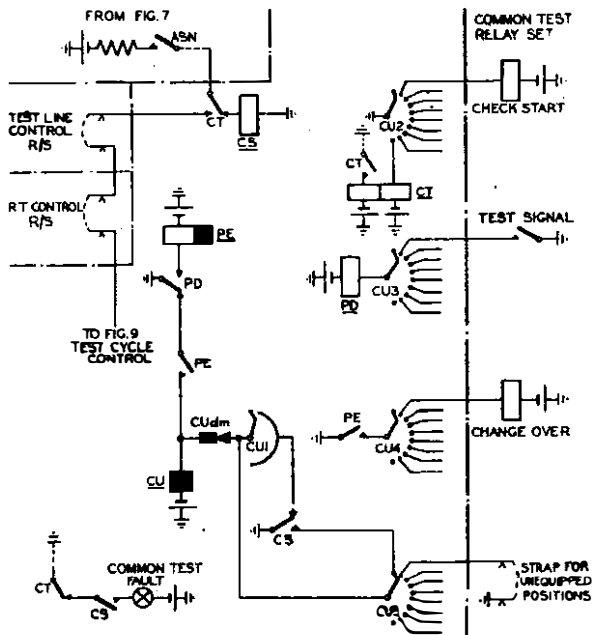 FROM FIG. 7
ASN
COMMON TEST
RELAY SET
TEST LINE
CONTROL
R/S
CT
CS
CU2
CHECK START
CT
CT
RT CONTROL
R/S
PE
TEST SIGNAL
PD
PD
CU3
TO FIG. 9
TEST CYCLE
CONTROL
PE
PE
CHANGE OVER
CUdm
CU1
CU4
CU
CS
CT
CS
COMMON TEST
FAULT
CU5
STRAP FOR
UNEQUIPPED
POSITIONS